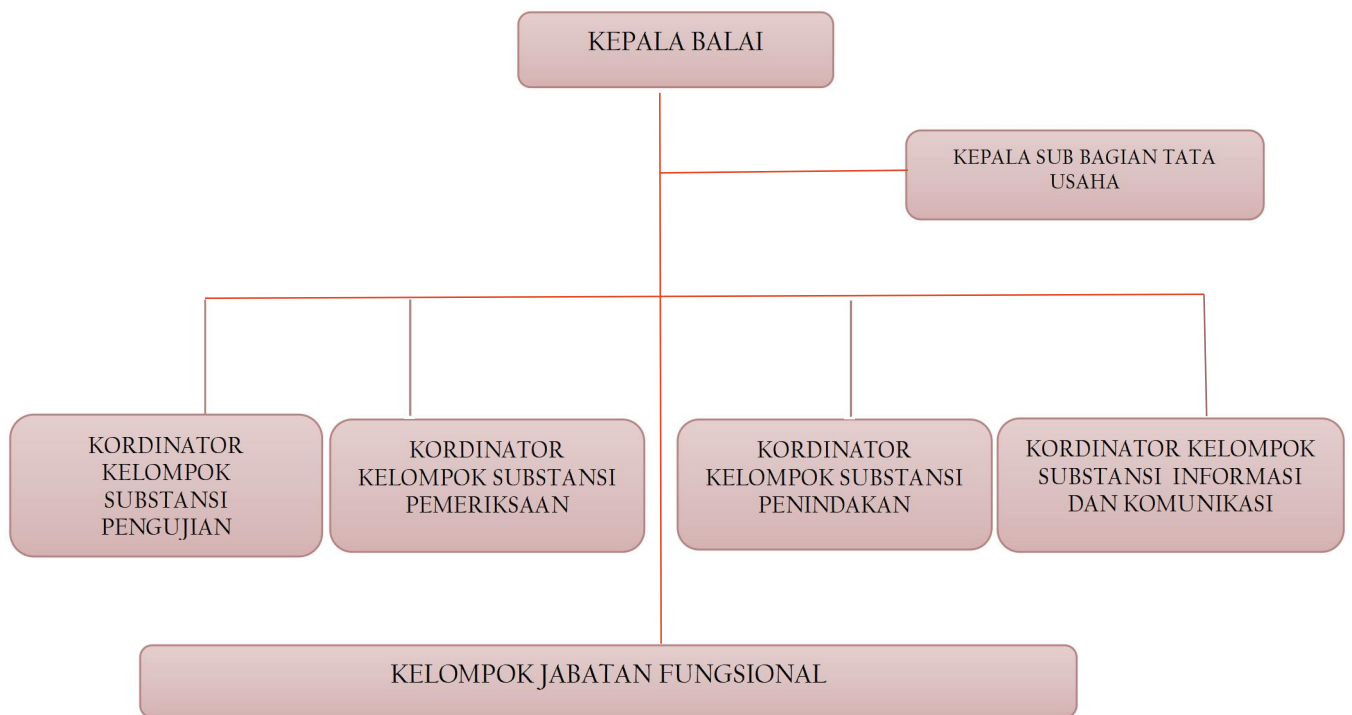 KEPALA BALAI
KEPALA SUB BAGIAN TATA
USAHA
KORDINATOR
KELOMPOK
SUBSTANSI
PENGUJIAN
KORDINATOR
KELOMPOK SUBSTANSI
PEMERIKSAAN
KORDINATOR
KELOMPOK SUBSTANSI
PENINDAKAN
KORDINATOR KELOMPOK
SUBSTANSI INFORMASI
DAN KOMUNIKASI
KELOMPOK JABATAN FUNGSIONAL